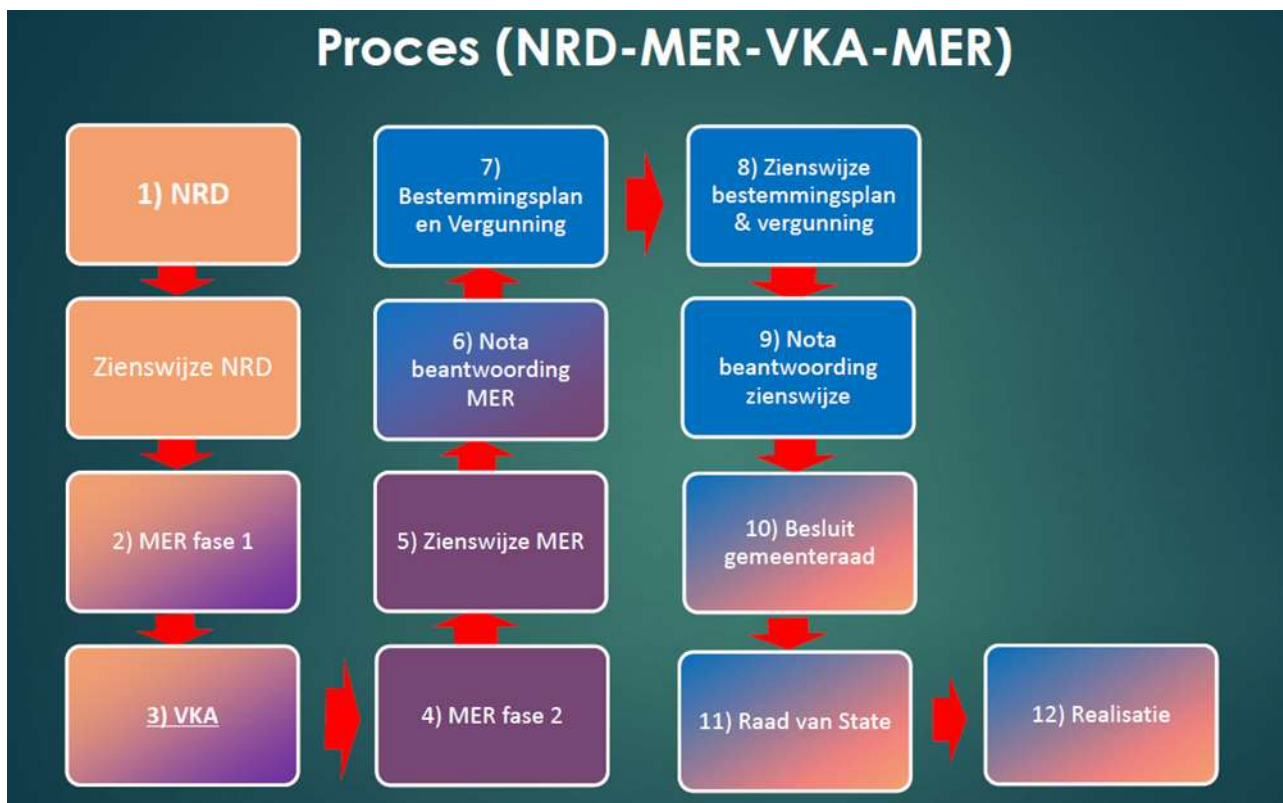 Proces (NRD-MER-VKA-MER)
1) NRD
Zienswijze NRD
2) MER fase 1
3) VKA
4) MER fase 2
5) Zienswijze MER
6) Nota
beantwoording
MER
7)
Bestemmingsplan
en Vergunning
8) Zienswijze
bestemmingsplan
& vergunning
9) Nota
beantwoording
zienswijze
10) Besluit
gemeenteraad
11) Raad van State
12) Realisatie